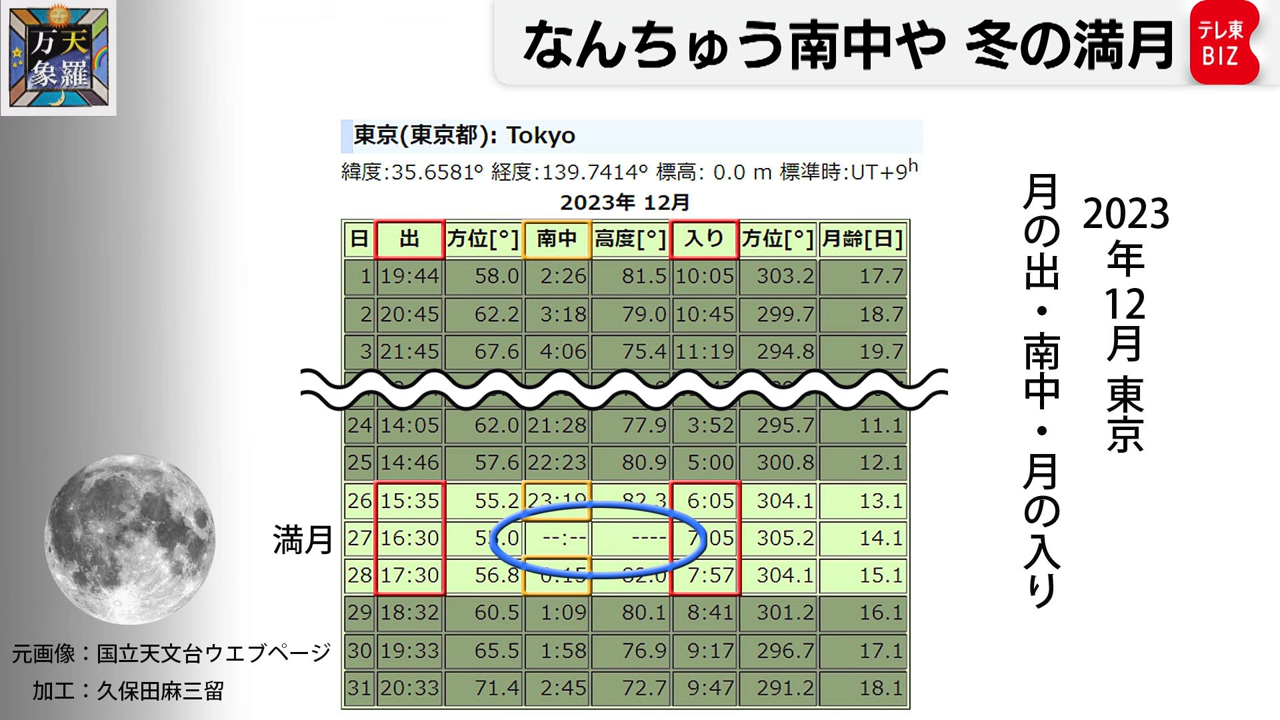 万天
象羅
なんちゅう南中や 冬の満月
テレ東
BIZ
東京(東京都): Tokyo
緯度:35.6581° 経度:139.7414° 標高: 0.0 m 標準時:UT+9h
2023年 12月
日 出 方位[°] 南中 高度[°] 入り 方位[°] 月齢[日]
1 19:44 58.0 2:26 81.5 10:05 303.2 17.7
2 20:45 62.2 3:18 79.0 10:45 299.7 18.7
3 21:45 67.6 4:06 75.4 11:19 294.8 19.7
24 14:05 62.0 21:28 77.9 3:52 295.7 11.1
25 14:46 57.6 22:23 80.9 5:00 300.8 12.1
26 15:35 55.2 23:19 82.3 6:05 304.1 13.1
満月 27 16:30 --:-- ---- 7:05 305.2 14.1
28 17:30 56.8 0:15 82.0 7:57 304.1 15.1
29 18:32 60.5 1:09 80.1 8:41 301.2 16.1
30 19:33 65.5 1:58 76.9 9:17 296.7 17.1
31 20:33 71.4 2:45 72.7 9:47 291.2 18.1
2023年12月 東京
月の出・南中・月の入り
元画像：国立天文台ウエブページ
加工：久保田麻三留